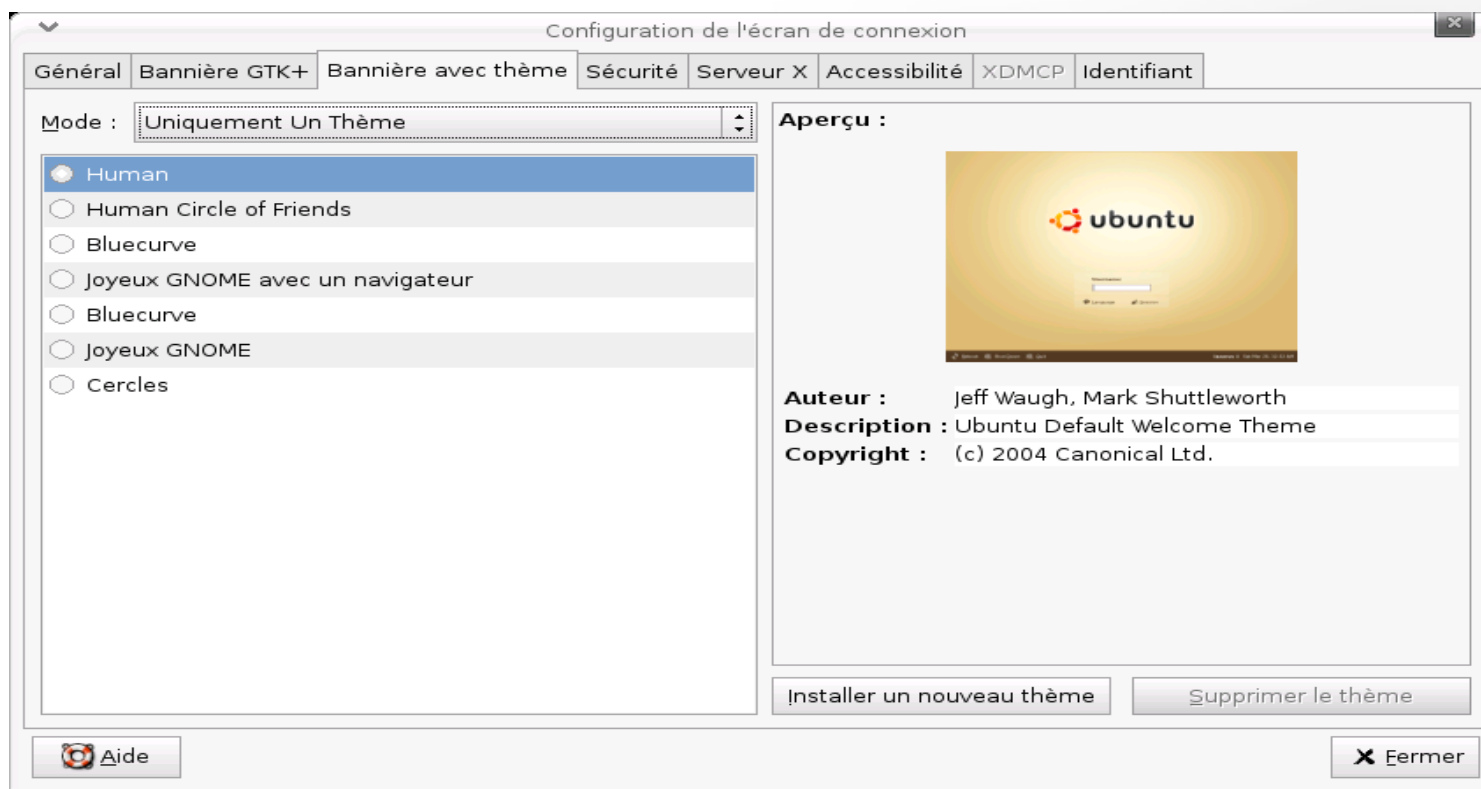 Configuration de l'écran de connexion
Général Bannière GTK+ Bannière avec thème Sécurité Serveur X Accessibilité XDMCP Identifiant
Mode : Uniquement Un Thème
Human
Human Circle of Friends
Bluecurve
Joyeux GNOME avec un navigateur
Bluecurve
Joyeux GNOME
Cercles
Aperçu :
ubuntu
Auteur : Jeff Waugh, Mark Shuttleworth
Description : Ubuntu Default Welcome Theme
Copyright : (c) 2004 Canonical Ltd.
Installer un nouveau thème Supprimer le thème
Aide Fermer